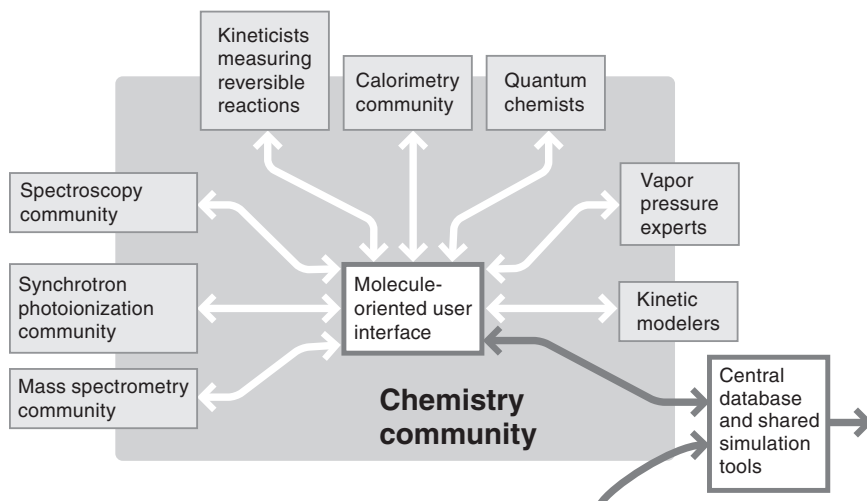 Kineticists
measuring
reversible
reactions
Calorimetry
community
Quantum
chemists
Spectroscopy
community
Vapor
pressure
experts
Synchrotron
photoionization
community
Molecule-
oriented user
interface
Kinetic
modelers
Mass spectrometry
community
Chemistry
community
Central
database
and shared
simulation
tools